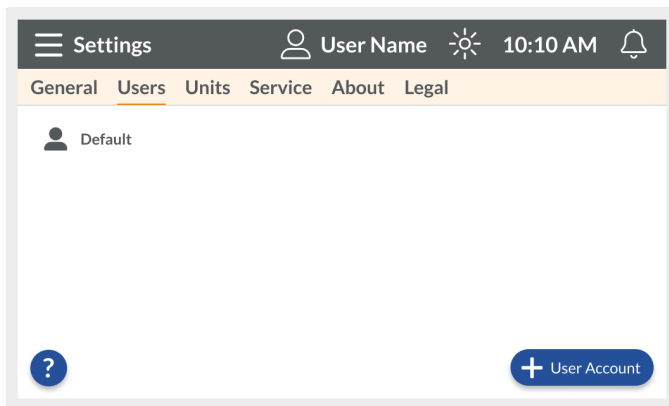 Settings User Name 10:10 AM
General Users Units Service About Legal
Default
? User Account